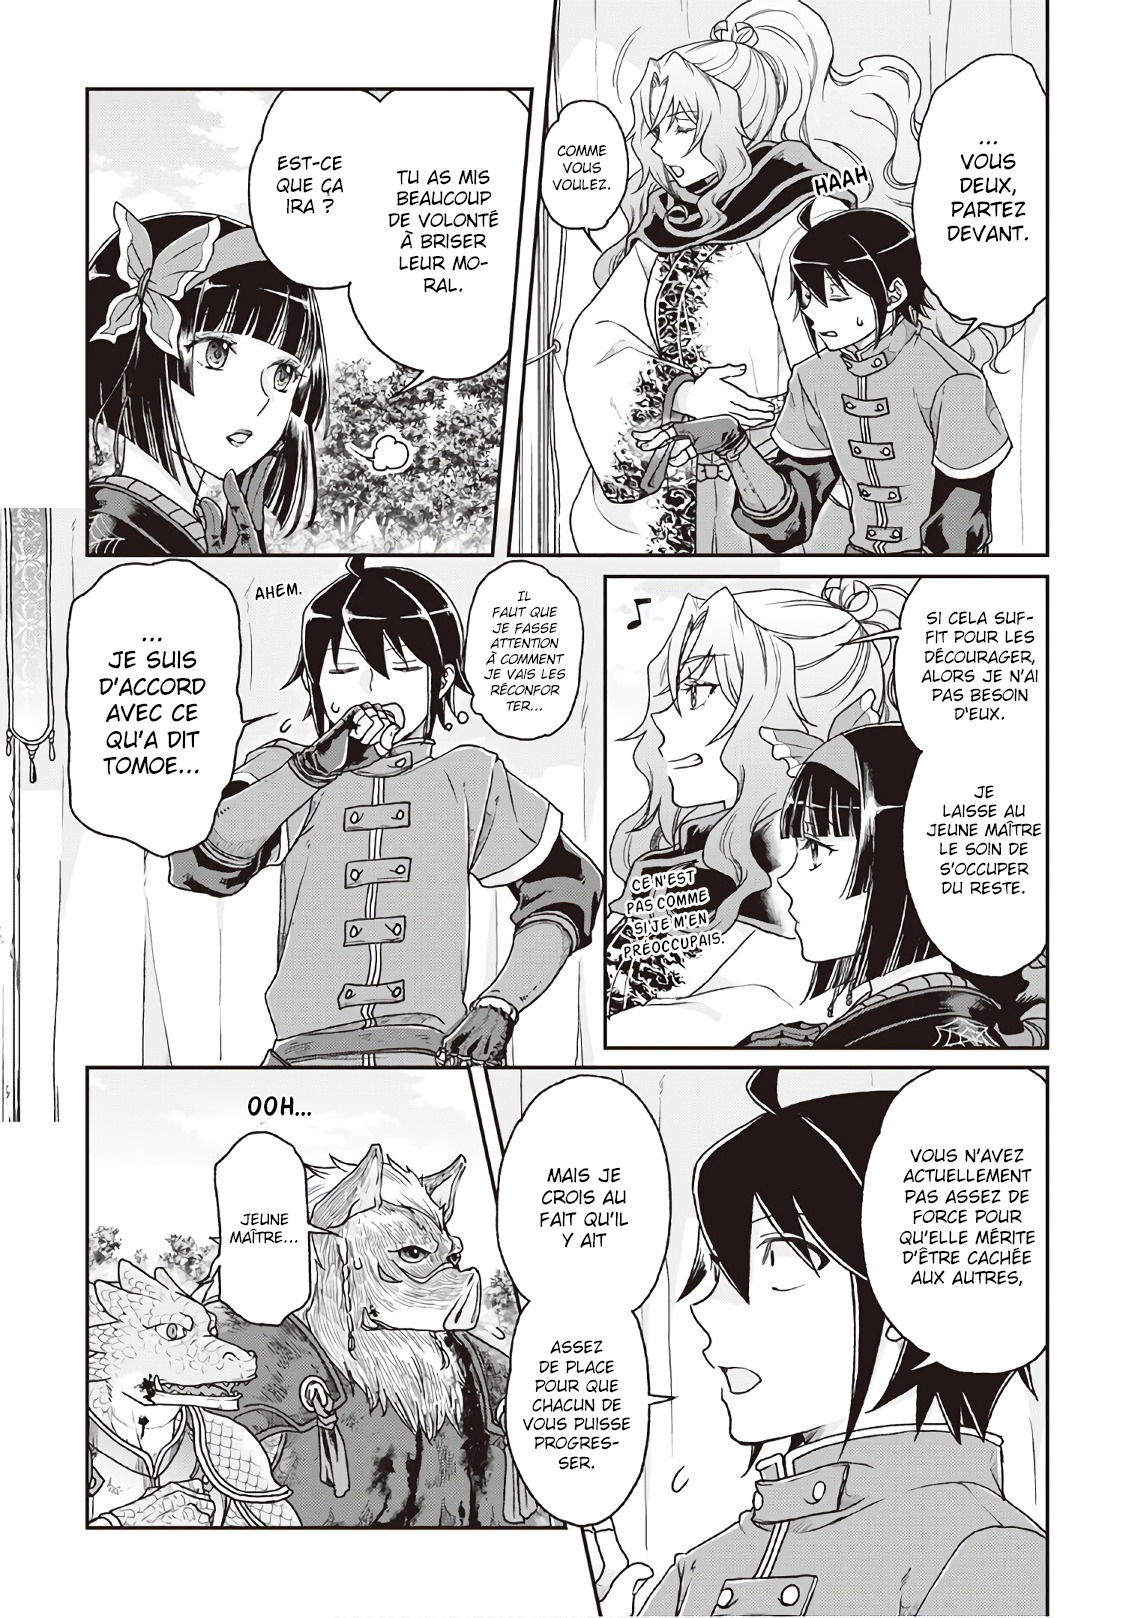 ...
VOUS
DEUX,
PARTEZ
DEVANT.
HAAH
COMME
VOUS
VOULEZ.
TU AS MIS
BEAUCOUP
DE VOLONTÉ
À BRISER
LEUR MO-
RAL.
EST-CE
QUE ÇA
IRA ?
SI CELA SUF-
FIT POUR LES
DÉCOURAGER,
ALORS JE N'AI
PAS BESOIN
D'EUX.
JE
LAISSE AU
JEUNE MAÎTRE
LE SOIN DE
S'OCCUPER
DU RESTE.
CE N'EST
PAS COMME
SI JE M'EN
PRÉOCCUPAIS.
IL
FAUT QUE
JE FASSE
ATTENTION
À COMMENT
JE VAIS LES
RÉCONFOR
TER...
AHEM.
...
JE SUIS
D'ACCORD
AVEC CE
QU'A DIT
TOMOE...
VOUS N'AVEZ
ACTUELLEMENT
PAS ASSEZ DE
FORCE POUR
QU'ELLE MÉRITE
D'ÊTRE CACHÉE
AUX AUTRES,
MAIS JE
CROIS AU
FAIT QU'IL
Y AIT
ASSEZ
DE PLACE
POUR QUE
CHACUN DE
VOUS PUISSE
PROGRES-
SER.
OOH...
JEUNE
MAÎTRE...